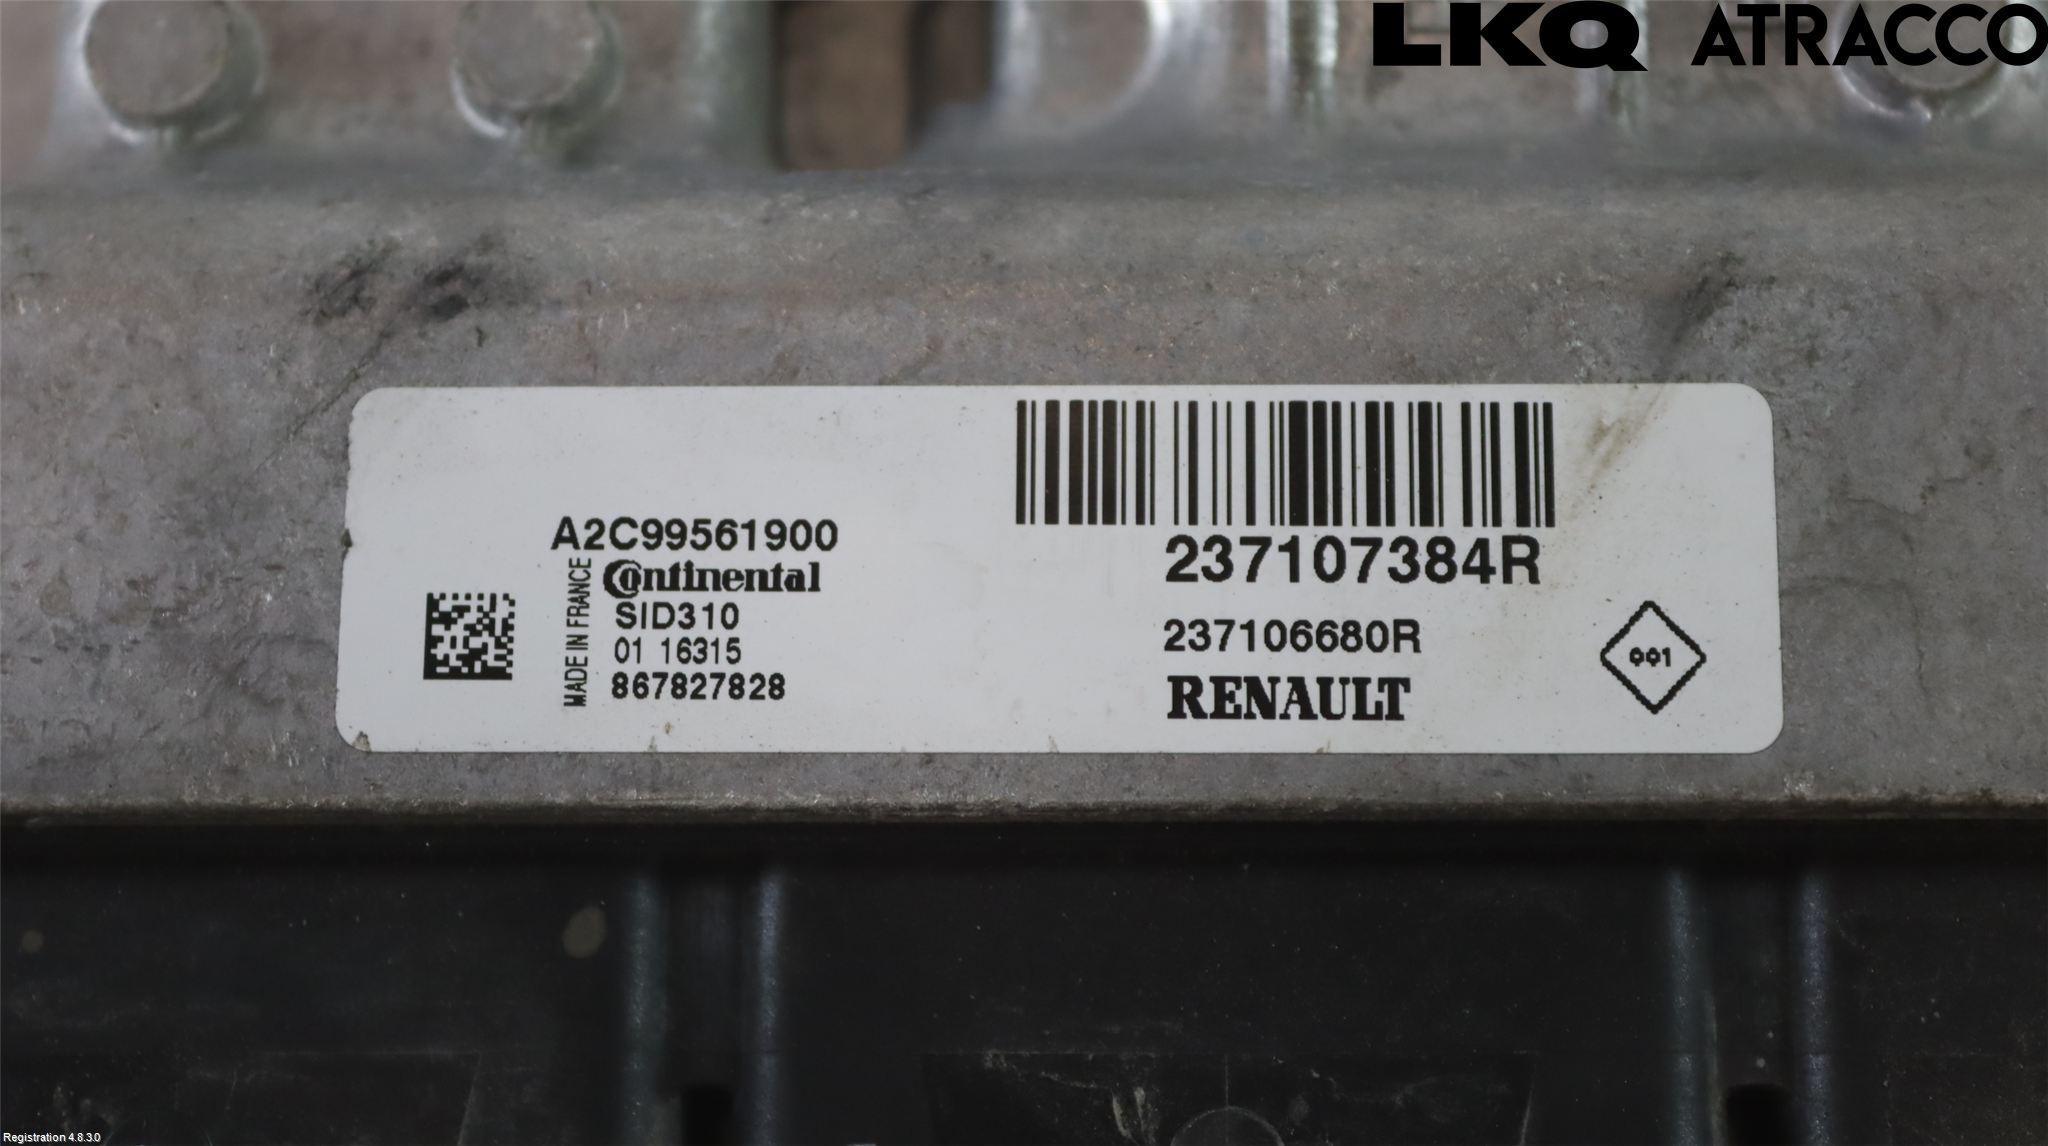 LKQ ATRACCO
A2C99561900
Continental
MADE IN FRANCE
SID310
01 16315
867827828
237107384R
237106680R
RENAULT
001
Registration 4.8.3.0